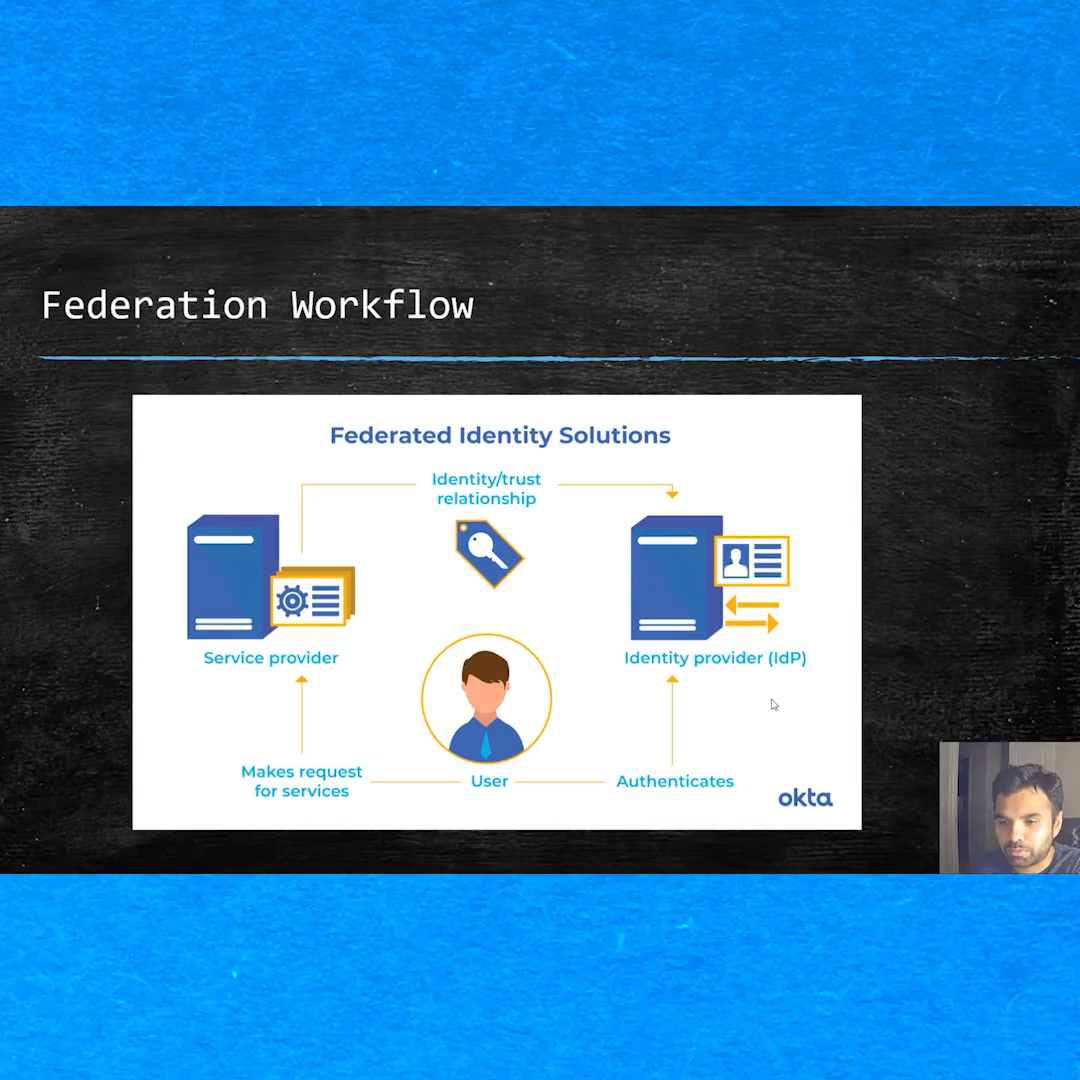 Federation Workflow
Federated Identity Solutions
Identity/trust
relationship
Service provider
Identity provider (IdP)
Makes request
for services
User
Authenticates
okta